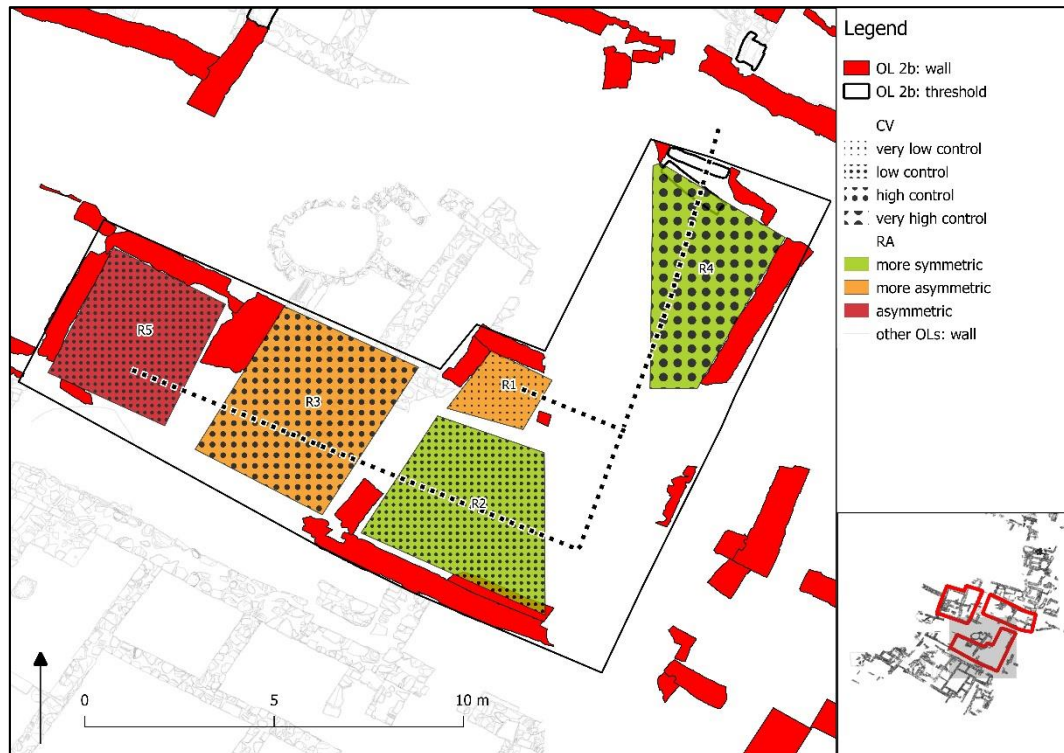 Legend
OL 2b: wall
OL 2b: threshold
CV
very low control
low control
high control
very high control
RA
more symmetric
more asymmetric
asymmetric
other OLs: wall
R4
R5
R1
R3
R2
0 5 10 m